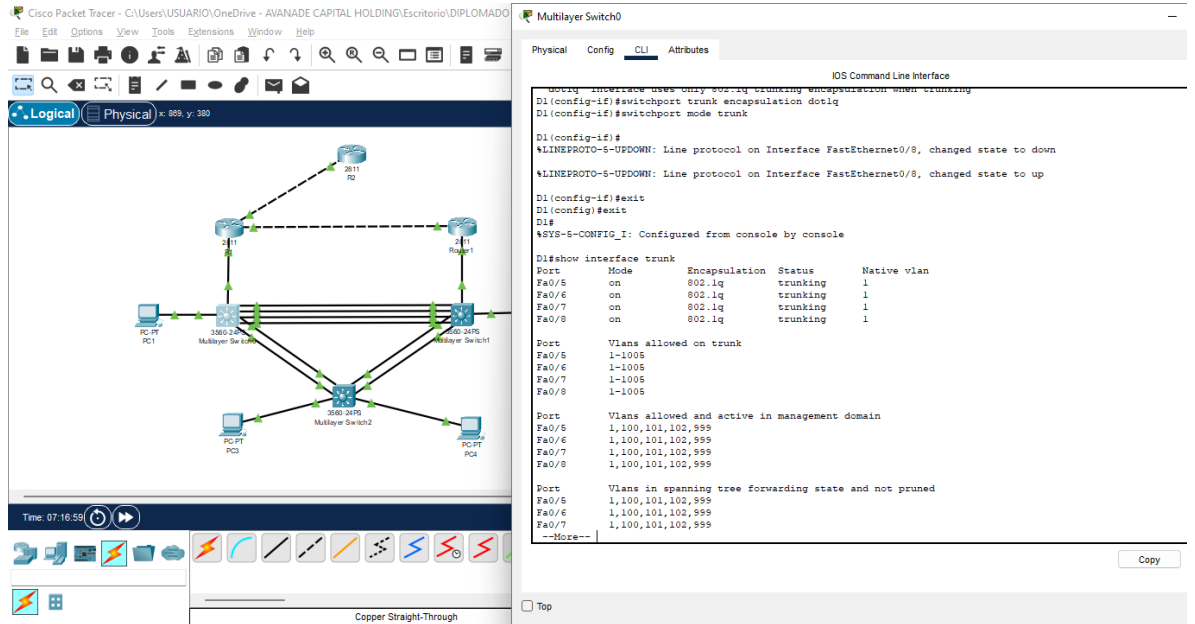 Cisco Packet Tracer - C:\Users\USUARIO\OneDrive - AVANADE CAPITAL HOLDING\Escritorio\DIPLOMADO
File Edit Options View Tools Extensions Window Help
Logical
Physical
x: 869, y: 380
2811
R2
2811
2811
Router1
PC-PT
PC1
3560-24PS
Multilayer Switch0
3560-24PS
Multilayer Switch1
3560-24PS
Multilayer Switch2
PC-PT
PC3
PC-PT
PC4
Time: 07:16:59
Copper Straight-Through
Multilayer Switch0
Physical Config CLI Attributes
IOS Command Line Interface
dot1q Interface uses only 802.1q trunking encapsulation when trunking
D1(config-if)#switchport trunk encapsulation dot1q
D1(config-if)#switchport mode trunk
D1(config-if)#
%LINEPROTO-5-UPDOWN: Line protocol on Interface FastEthernet0/8, changed state to down
%LINEPROTO-5-UPDOWN: Line protocol on Interface FastEthernet0/8, changed state to up
D1(config-if)#exit
D1(config)#exit
D1#
%SYS-5-CONFIG_I: Configured from console by console
D1#show interface trunk
Port Mode Encapsulation Status Native vlan
Fa0/5 on 802.1q trunking 1
Fa0/6 on 802.1q trunking 1
Fa0/7 on 802.1q trunking 1
Fa0/8 on 802.1q trunking 1
Port Vlans allowed on trunk
Fa0/5 1-1005
Fa0/6 1-1005
Fa0/7 1-1005
Fa0/8 1-1005
Port Vlans allowed and active in management domain
Fa0/5 1,100,101,102,999
Fa0/6 1,100,101,102,999
Fa0/7 1,100,101,102,999
Fa0/8 1,100,101,102,999
Port Vlans in spanning tree forwarding state and not pruned
Fa0/5 1,100,101,102,999
Fa0/6 1,100,101,102,999
Fa0/7 1,100,101,102,999
--More--
Copy
Top